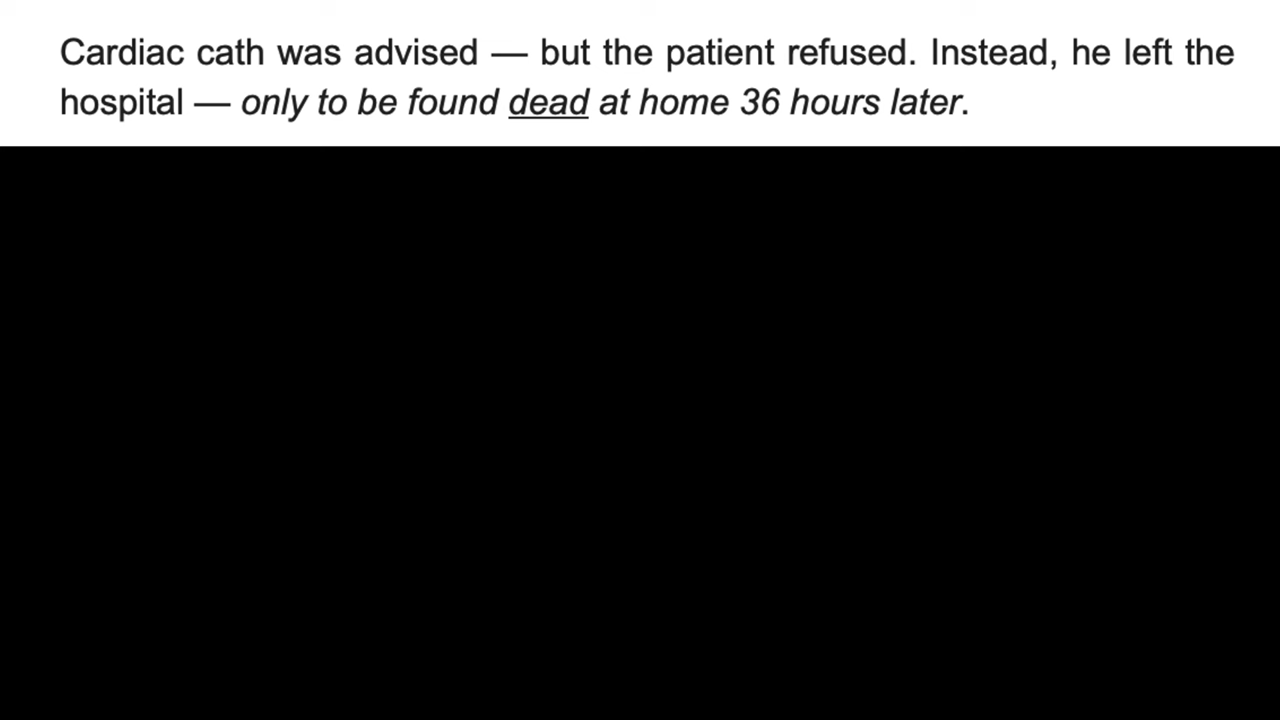 Cardiac cath was advised — but the patient refused. Instead, he left the
hospital — only to be found dead at home 36 hours later.